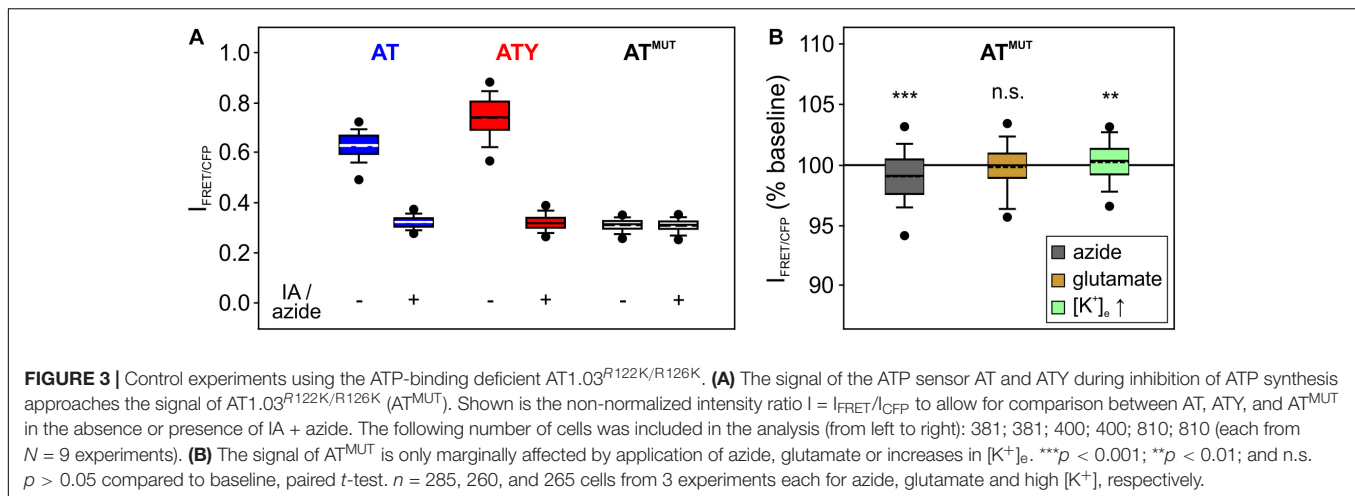 A
AT
ATY
AT^MUT
1.0
0.8
0.6
0.4
0.2
0.0
I_FRET/CFP
IA /
azide
- + - + - +
B
AT^MUT
110
105
100
95
90
I_FRET/CFP (% baseline)
***
n.s.
**
azide
glutamate
[K⁺]ₑ ↑
FIGURE 3 | Control experiments using the ATP-binding deficient AT1.03^R122K/R126K. (A) The signal of the ATP sensor AT and ATY during inhibition of ATP synthesis
approaches the signal of AT1.03^R122K/R126K (AT^MUT). Shown is the non-normalized intensity ratio I = I_FRET/I_CFP to allow for comparison between AT, ATY, and AT^MUT
in the absence or presence of IA + azide. The following number of cells was included in the analysis (from left to right): 381; 381; 400; 400; 810; 810 (each from
N = 9 experiments). (B) The signal of AT^MUT is only marginally affected by application of azide, glutamate or increases in [K⁺]ₑ. ***p < 0.001; **p < 0.01; and n.s.
p > 0.05 compared to baseline, paired t-test. n = 285, 260, and 265 cells from 3 experiments each for azide, glutamate and high [K⁺], respectively.